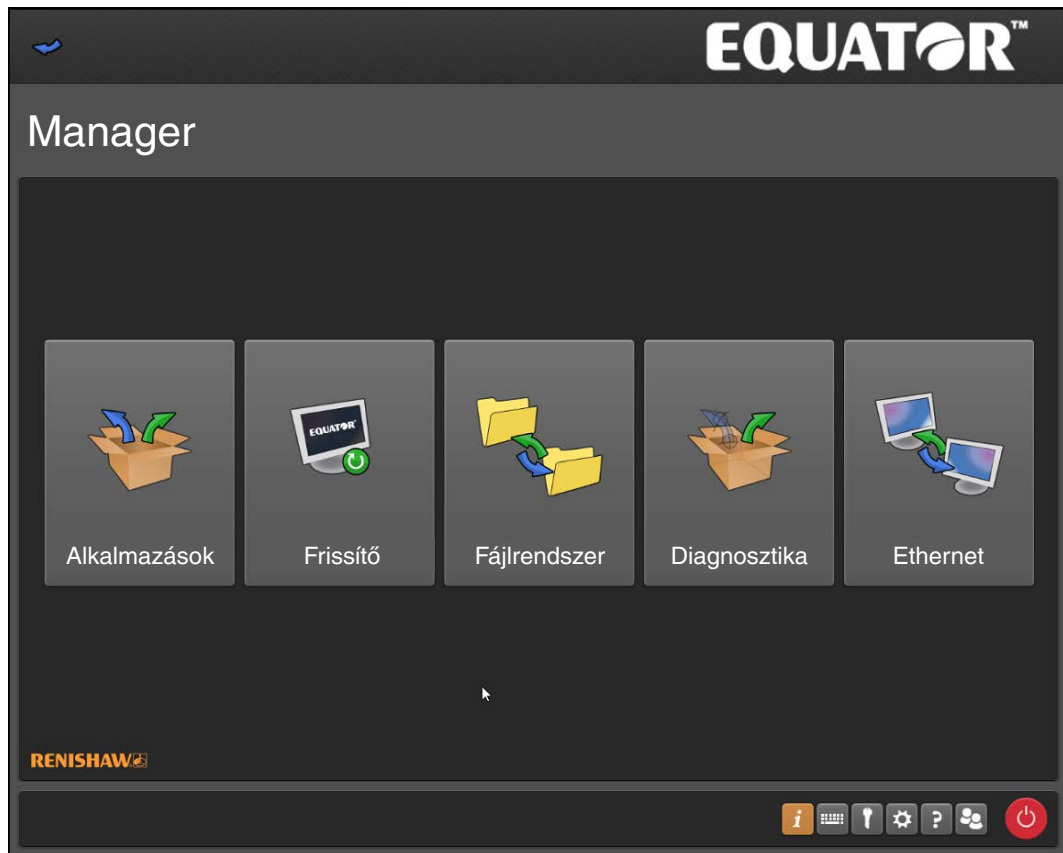 EQUATOR™
Manager
EQUATOR
Alkalmazások
Frissítő
Fájlrendszer
Diagnosztika
Ethernet
RENISHAW